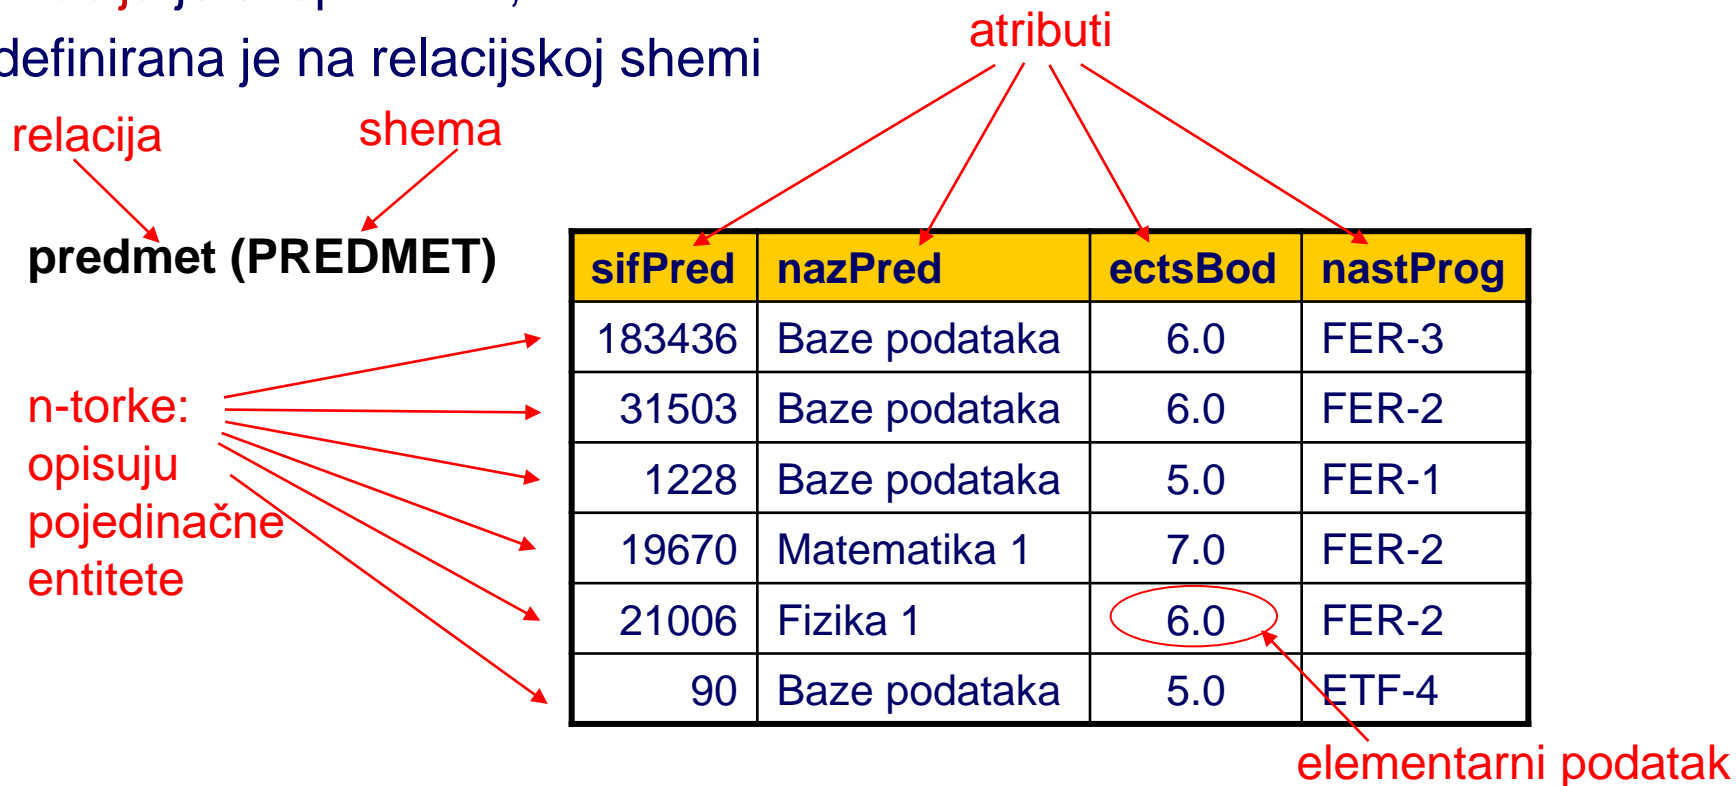 definirana je na relacijskoj shemi
atributi
relacija
shema
predmet (PREDMET)
sifPred nazPred ectsBod nastProg
183436 Baze podataka 6.0 FER-3
31503 Baze podataka 6.0 FER-2
1228 Baze podataka 5.0 FER-1
19670 Matematika 1 7.0 FER-2
21006 Fizika 1 6.0 FER-2
90 Baze podataka 5.0 ETF-4
n-torke:
opisuju
pojedinačne
entitete
elementarni podatak